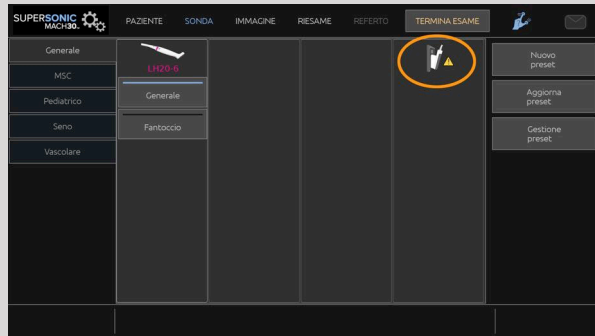 SUPERSONIC
MACH30
PAZIENTE SONDA IMMAGINE RIESAME REFERTO TERMINA ESAME
Generale
MSC
Pediatrico
Seno
Vascolare
LH20-6
Generale
Fantoccio
Nuovo
preset
Aggiorna
preset
Gestione
preset